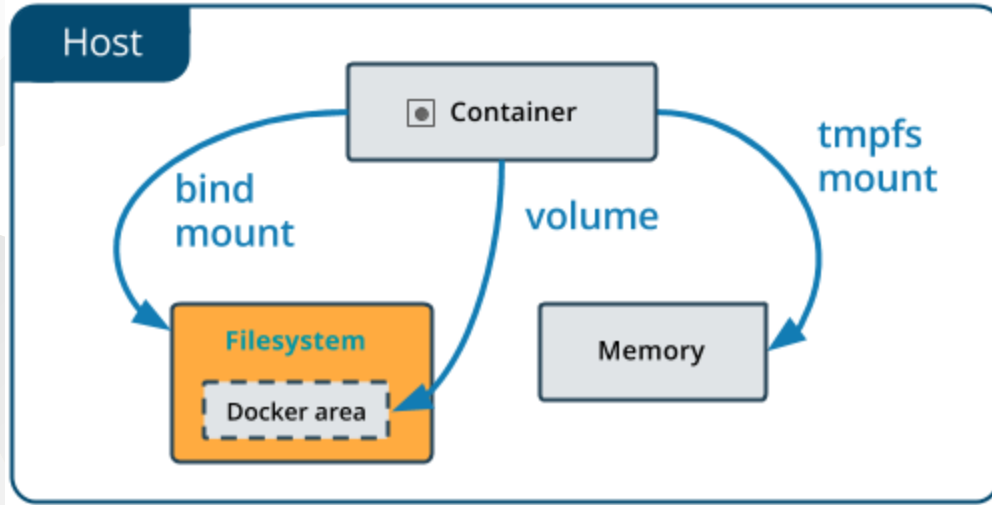 Host
Container
bind
mount
volume
tmpfs
mount
Filesystem
Docker area
Memory